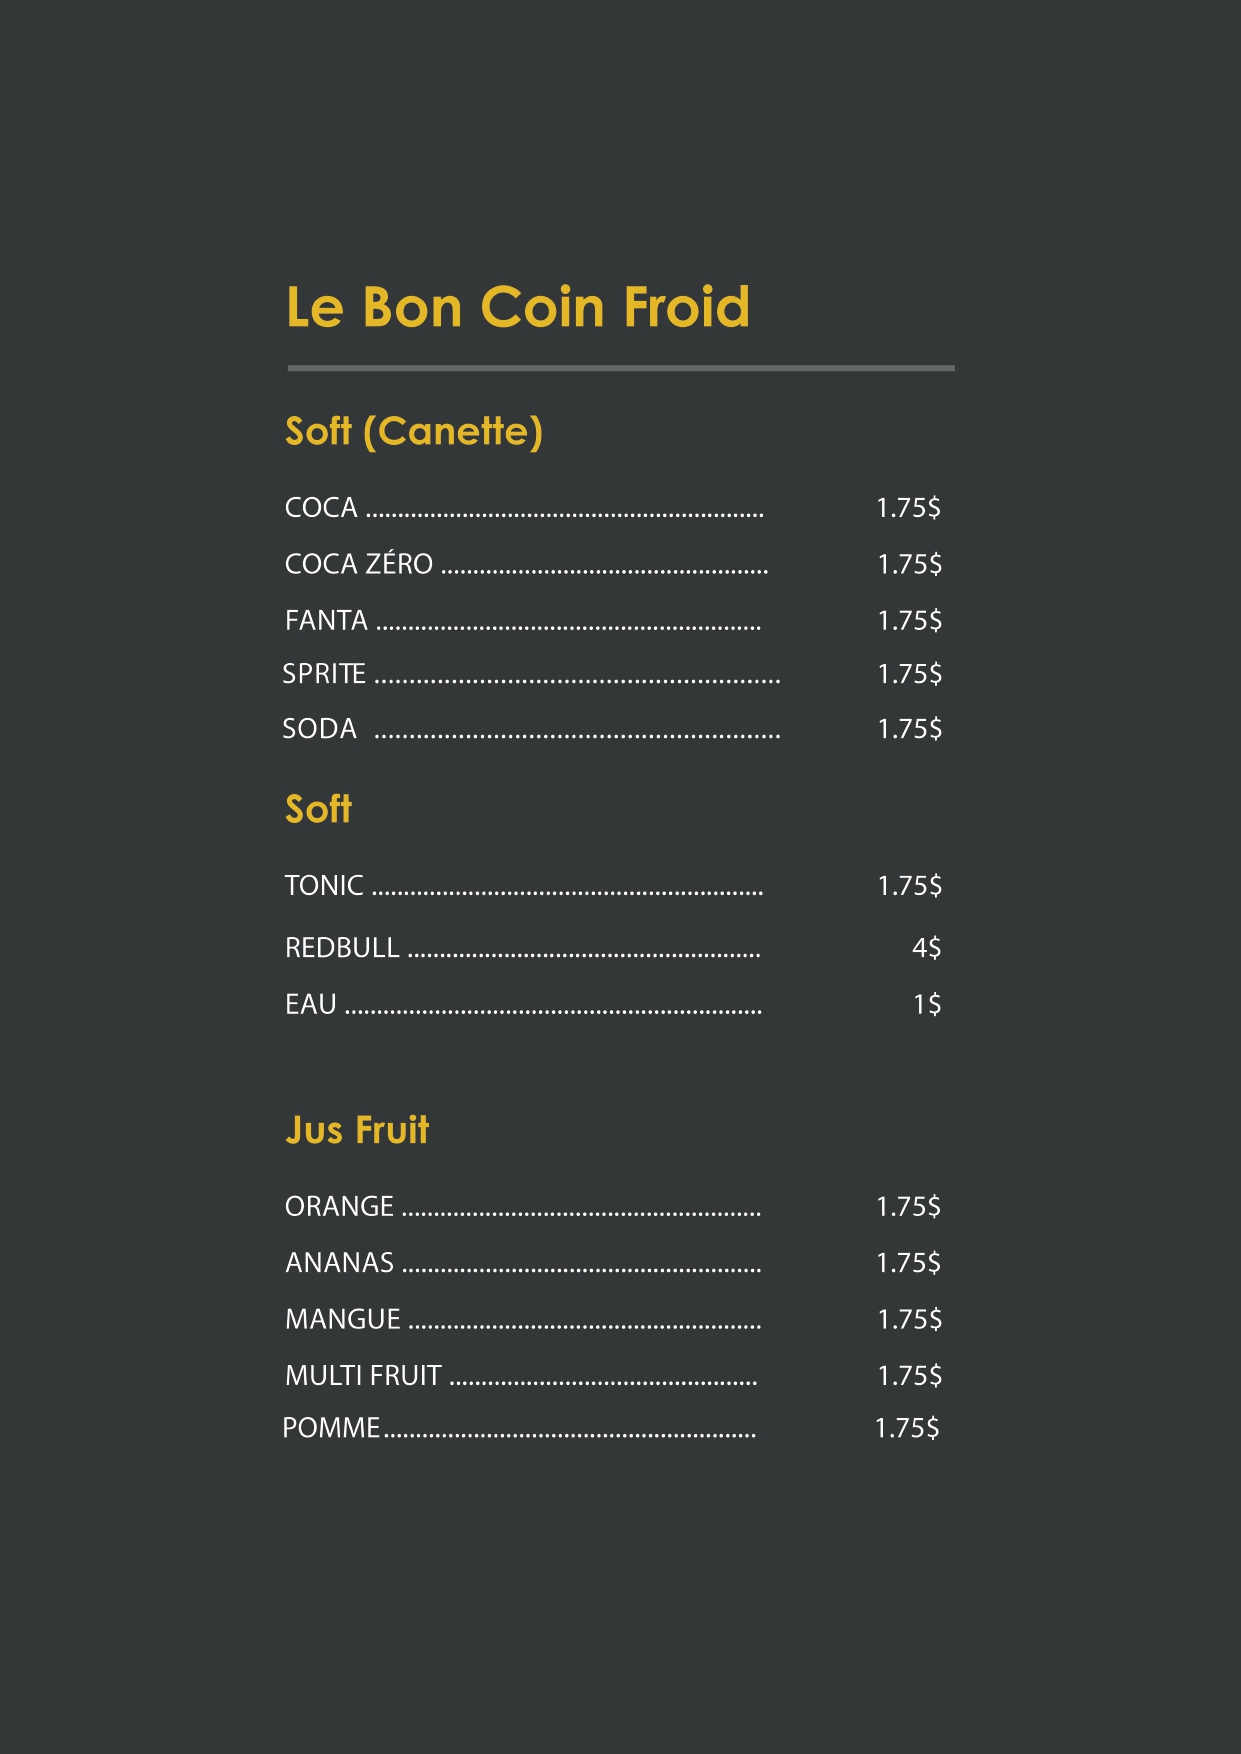 Le Bon Coin Froid
Soft (Canette)
COCA .............................................................. 1.75$
COCA ZÉRO ................................................... 1.75$
FANTA ............................................................ 1.75$
SPRITE .......................................................... 1.75$
SODA .......................................................... 1.75$
Soft
TONIC ............................................................. 1.75$
REDBULL ....................................................... 4$
EAU ................................................................. 1$
Jus Fruit
ORANGE ........................................................ 1.75$
ANANAS ........................................................ 1.75$
MANGUE ....................................................... 1.75$
MULTI FRUIT ................................................ 1.75$
POMME.......................................................... 1.75$